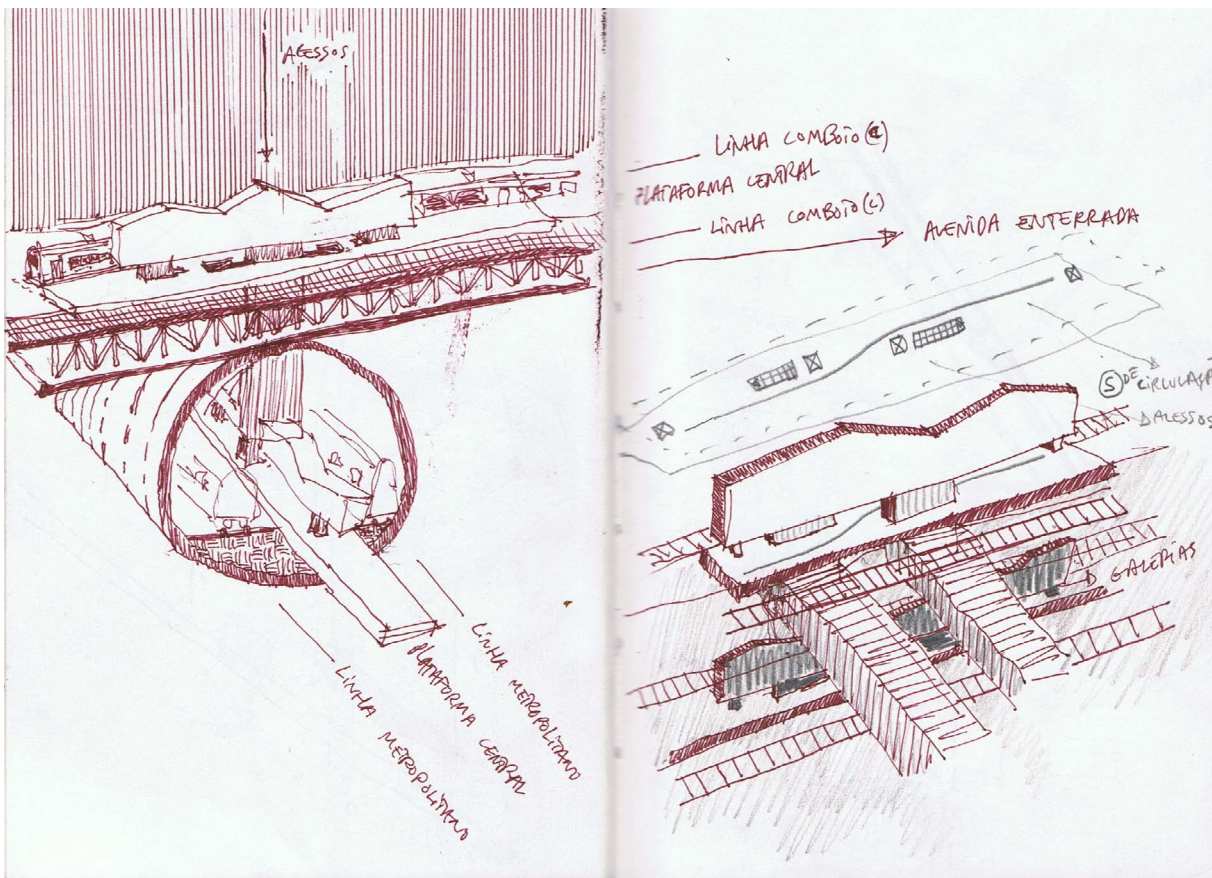 ACESSOS
LINHA METROPOLITANO
PLATAFORMA CENTRAL
LINHA METROPOLITANO
LINHA COMBOIO
PLATAFORMA CENTRAL
LINHA COMBOIO (C)
AVENIDA ENTERRADA
S DE
CIRCULAÇÃ
ACESSOS
GALERIAS